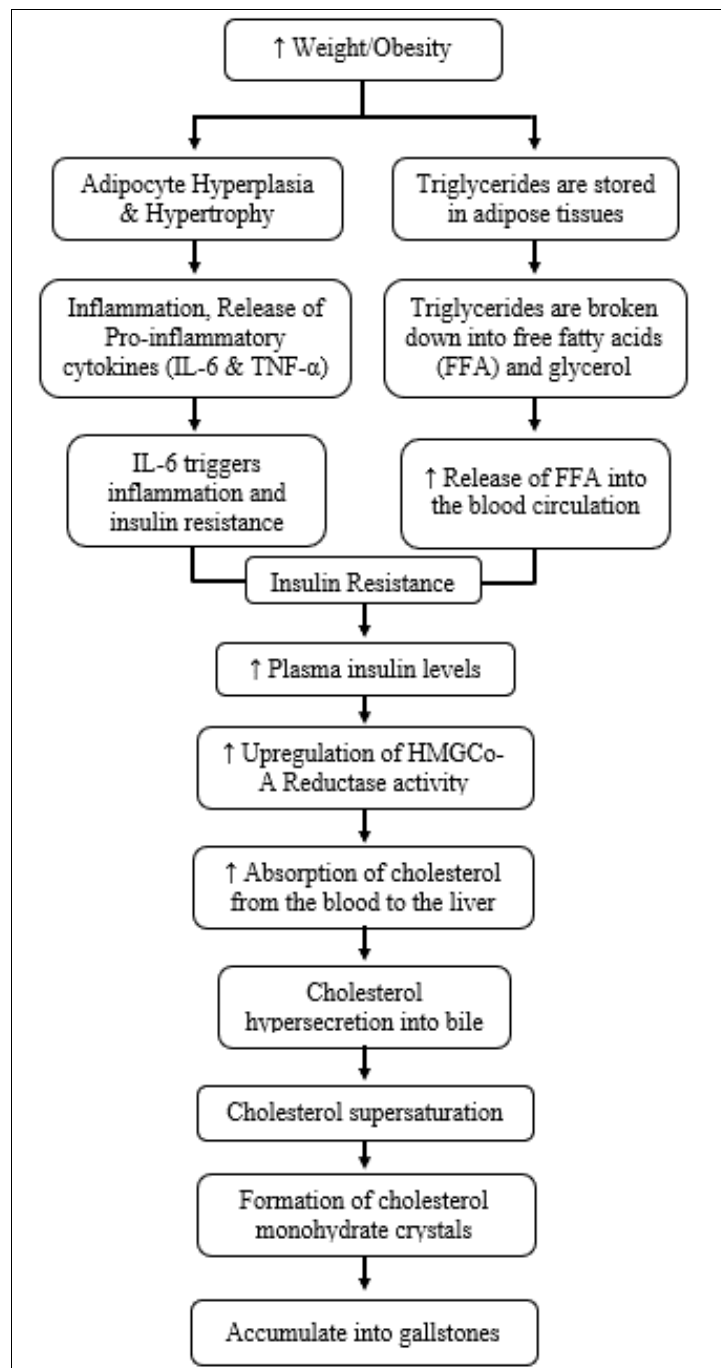 ↑ Weight/Obesity
Adipocyte Hyperplasia
& Hypertrophy
Triglycerides are stored
in adipose tissues
Inflammation, Release of
Pro-inflammatory
cytokines (IL-6 & TNF-α)
Triglycerides are broken
down into free fatty acids
(FFA) and glycerol
IL-6 triggers
inflammation and
insulin resistance
↑ Release of FFA into
the blood circulation
Insulin Resistance
↑ Plasma insulin levels
↑ Upregulation of HMGCo-
A Reductase activity
↑ Absorption of cholesterol
from the blood to the liver
Cholesterol
hypersecretion into bile
Cholesterol supersaturation
Formation of cholesterol
monohydrate crystals
Accumulate into gallstones